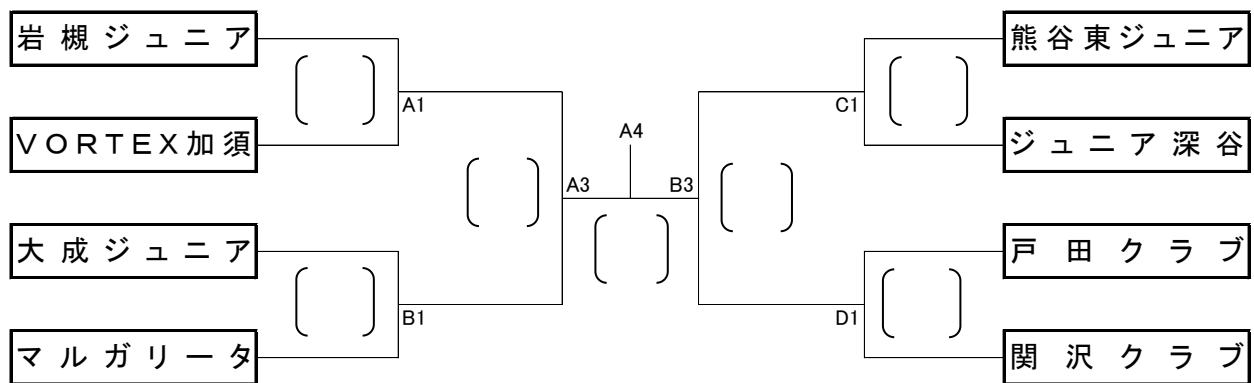 岩槻ジュニア
熊谷東ジュニア
A1
C1
A4
VORTEX加須
ジュニア深谷
A3
B3
大成ジュニア
戸田クラブ
B1
D1
マルガリータ
関沢クラブ